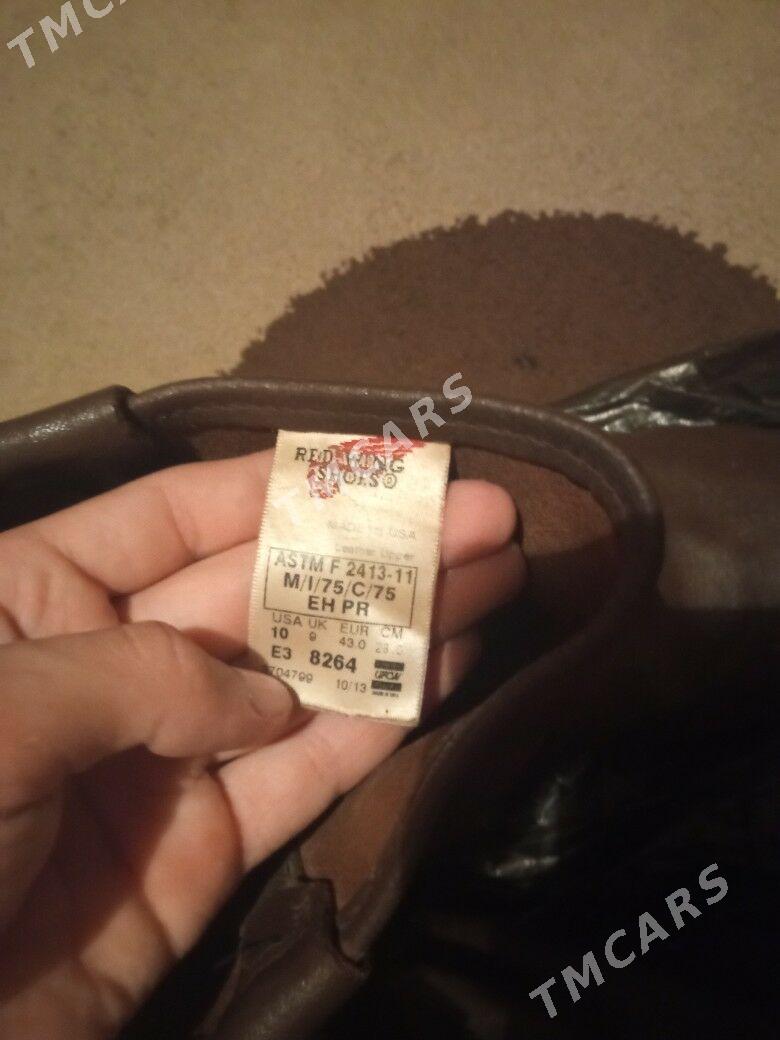 TMCARS
TMCARS
RED WING
SHOES®
MADE IN USA
Leather Upper
ASTM F 2413-11
M/I/75/C/75
EH PR
USA UK EUR CM
10 9 43.0
E3 8264
704799 10/13
TMCARS